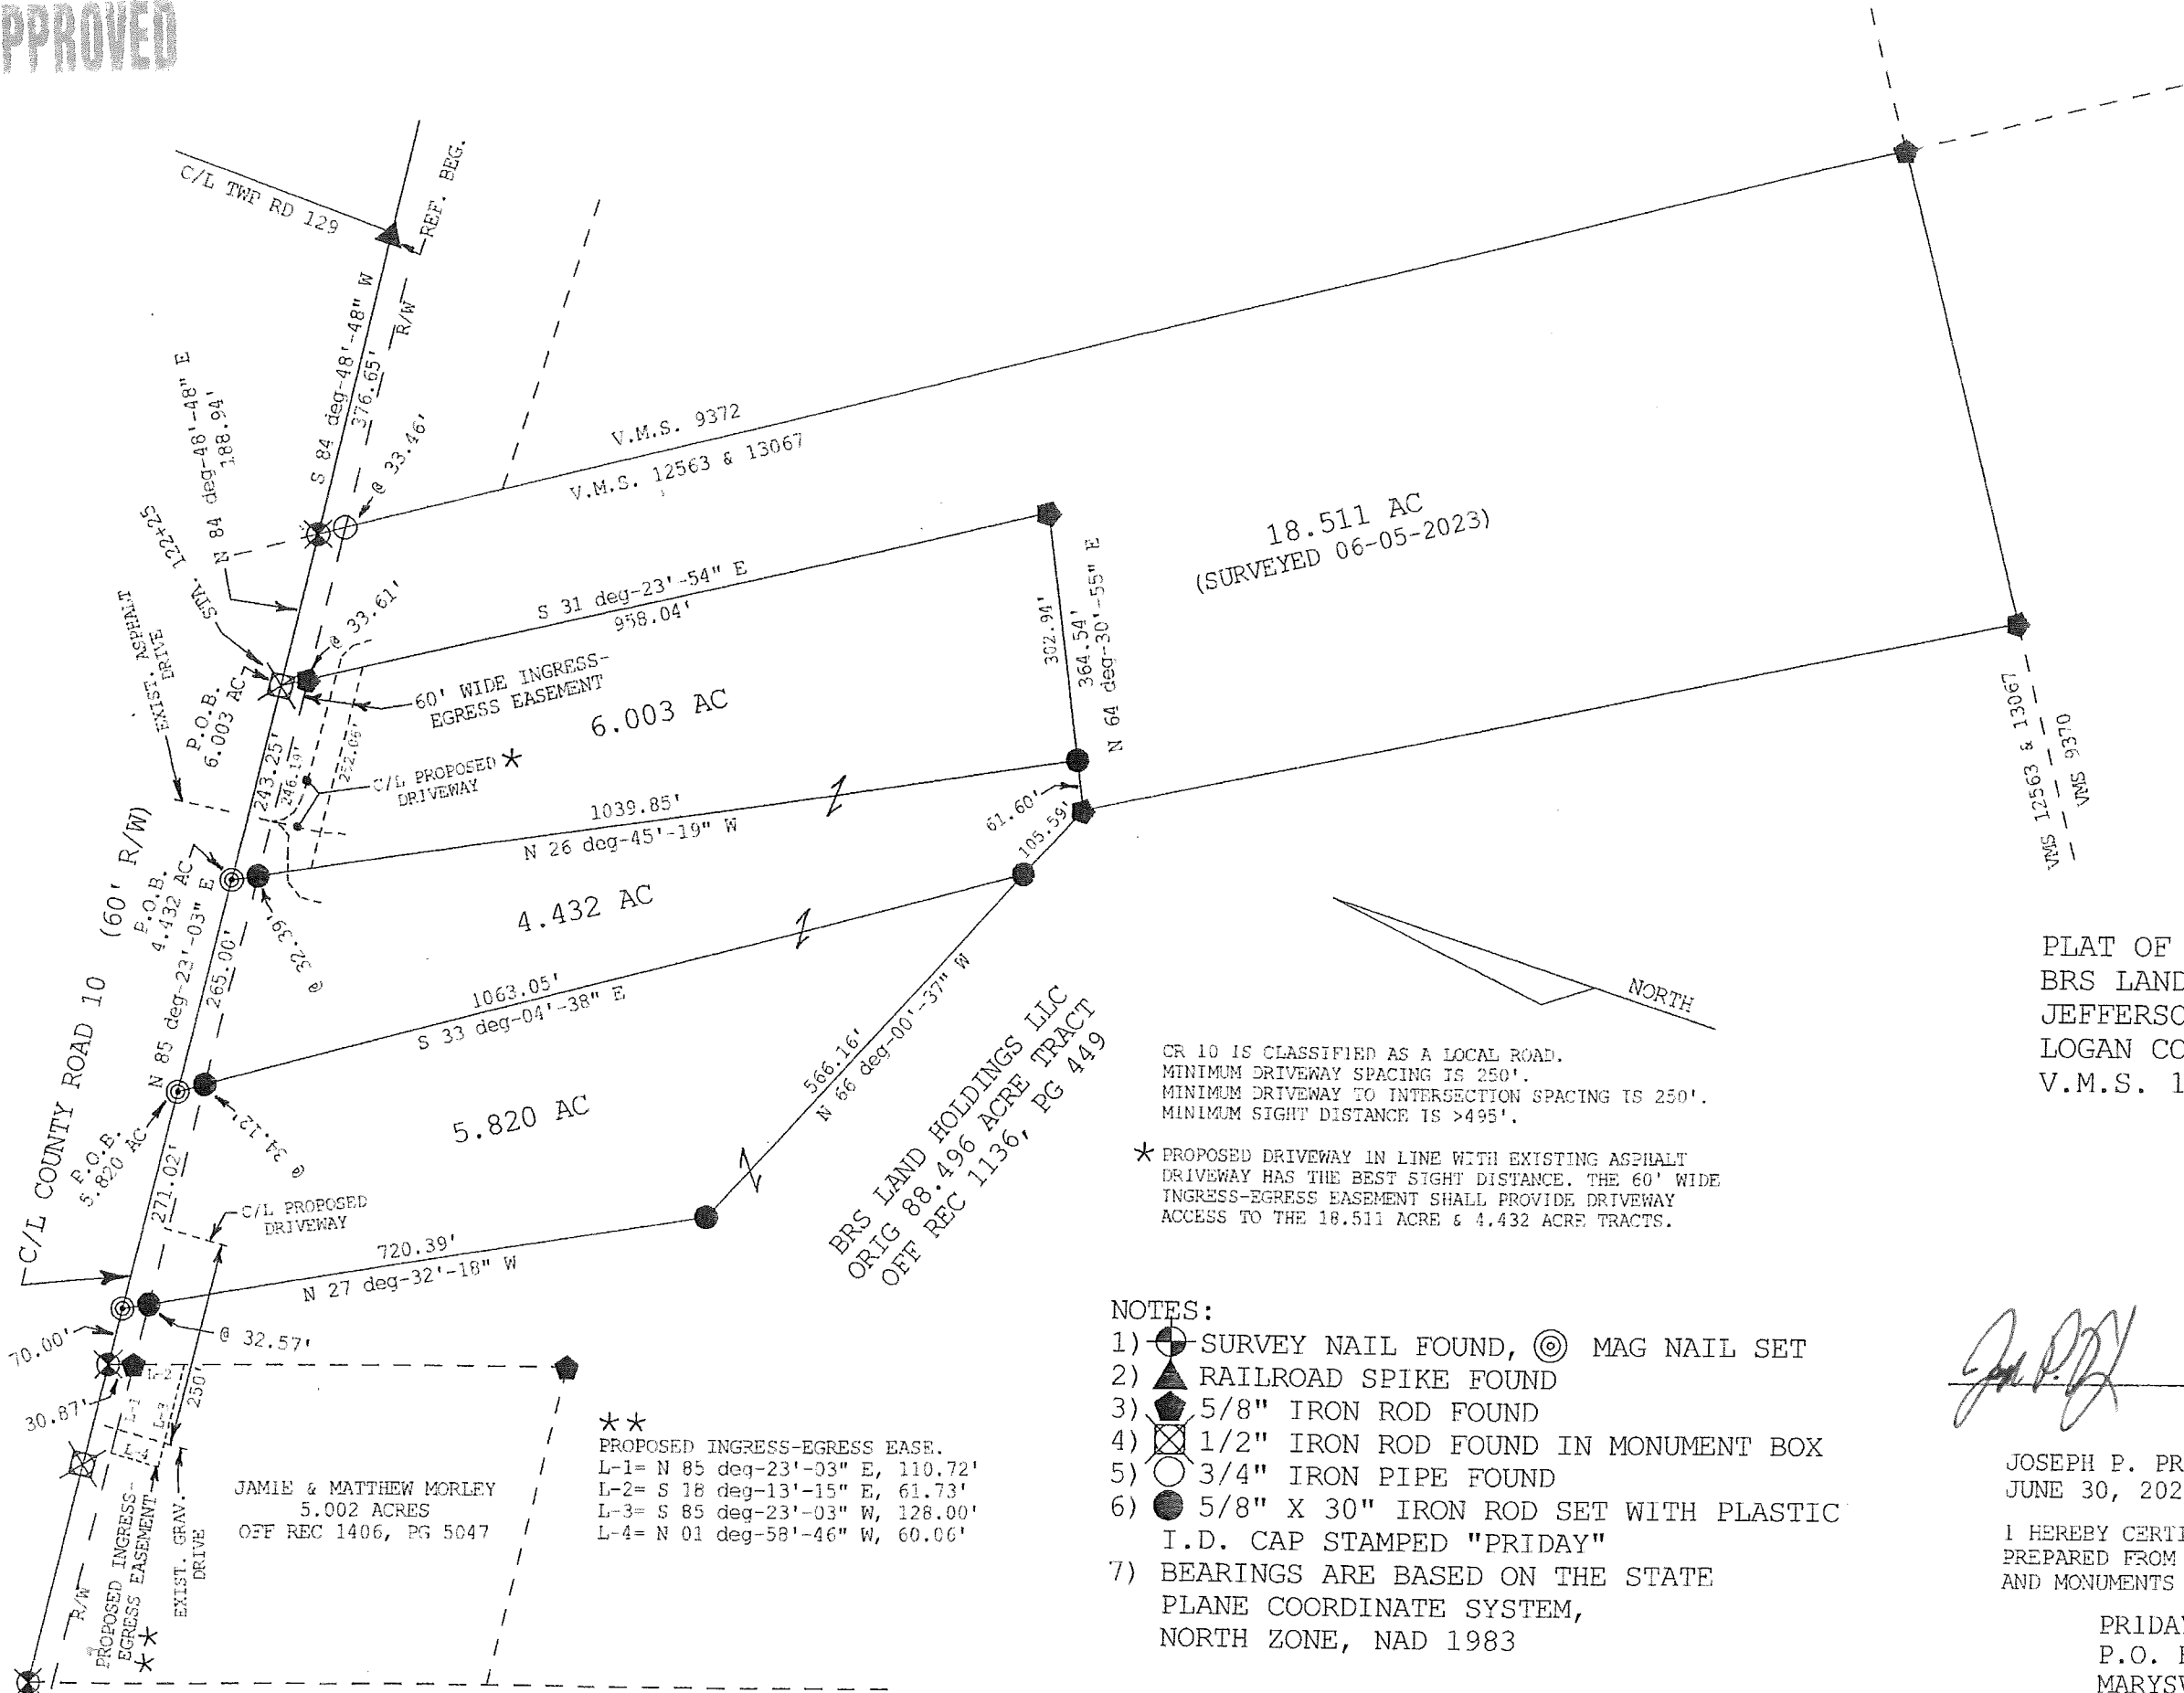 PPROVED
C/L TWP RD 129
REF. BEG.
S 84 deg-48'-48" W
376.65'
R/W
N 84 deg-48'-48" E
188.94'
@ 33.46'
V.M.S. 9372
V.M.S. 12563 & 13067
STA. 122+25
EXIST. ASPHALT
DRIVE
P.O.B.
6.003 AC
@ 33.61'
S 31 deg-23'-54" E
958.04'
60' WIDE INGRESS-
EGRESS EASEMENT
6.003 AC
302.94'
364.54'
N 64 deg-30'-55" E
18.511 AC
(SURVEYED 06-05-2023)
243.25'
246.19'
252.06'
C/L PROPOSED *
DRIVEWAY
1039.85'
N 26 deg-45'-19" W
61.60'
105.59'
VMS 12563 & 13067
VMS 9370
C/L COUNTY ROAD 10 (60' R/W)
P.O.B.
4.432 AC
N 85 deg-23'-03" E
265.00'
@ 32.39'
4.432 AC
1063.05'
S 33 deg-04'-38" E
P.O.B.
5.820 AC
@ 34.12'
5.820 AC
566.16'
N 66 deg-00'-37" W
BRS LAND HOLDINGS LLC
ORIG 88.496 ACRE TRACT
OFF REC 1136, PG 449
NORTH
PLAT OF
BRS LAND
JEFFERSO
LOGAN CO
V.M.S. 1
CR 10 IS CLASSIFIED AS A LOCAL ROAD.
MINIMUM DRIVEWAY SPACING IS 250'.
MINIMUM DRIVEWAY TO INTERSECTION SPACING IS 250'.
MINIMUM SIGHT DISTANCE IS >495'.
* PROPOSED DRIVEWAY IN LINE WITH EXISTING ASPHALT
DRIVEWAY HAS THE BEST SIGHT DISTANCE. THE 60' WIDE
INGRESS-EGRESS EASEMENT SHALL PROVIDE DRIVEWAY
ACCESS TO THE 18.511 ACRE & 4.432 ACRE TRACTS.
271.02'
C/L PROPOSED
DRIVEWAY
720.39'
N 27 deg-32'-18" W
@ 32.57'
70.00'
30.87'
L-2
L-1
L-3
L-4
250'
R/W
PROPOSED INGRESS-
EGRESS EASEMENT
**
EXIST. GRAV.
DRIVE
JAMIE & MATTHEW MORLEY
5.002 ACRES
OFF REC 1406, PG 5047
**
PROPOSED INGRESS-EGRESS EASE.
L-1= N 85 deg-23'-03" E, 110.72'
L-2= S 18 deg-13'-15" E, 61.73'
L-3= S 85 deg-23'-03" W, 128.00'
L-4= N 01 deg-58'-46" W, 60.06'
NOTES:
1) SURVEY NAIL FOUND, MAG NAIL SET
2) RAILROAD SPIKE FOUND
3) 5/8" IRON ROD FOUND
4) 1/2" IRON ROD FOUND IN MONUMENT BOX
5) 3/4" IRON PIPE FOUND
6) 5/8" X 30" IRON ROD SET WITH PLASTIC
I.D. CAP STAMPED "PRIDAY"
7) BEARINGS ARE BASED ON THE STATE
PLANE COORDINATE SYSTEM,
NORTH ZONE, NAD 1983
JOSEPH P. PR
JUNE 30, 202
I HEREBY CERTI
PREPARED FROM
AND MONUMENTS
PRIDAY
P.O. B
MARYSV